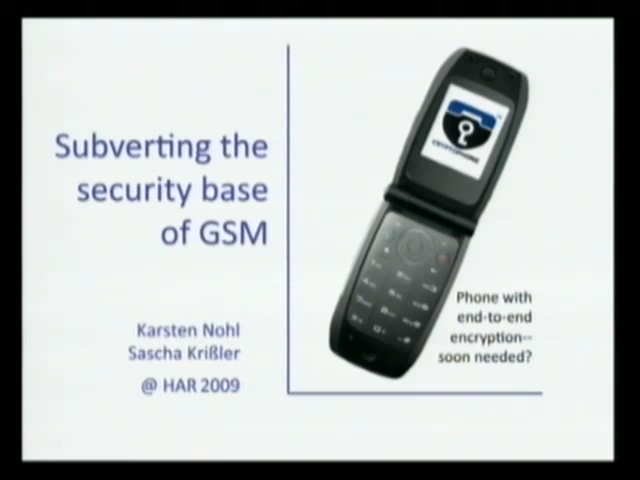 Subverting the
security base
of GSM
Karsten Nohl
Sascha Krißler
@ HAR 2009
CRYPTOPHONE
Phone with
end-to-end
encryption--
soon needed?